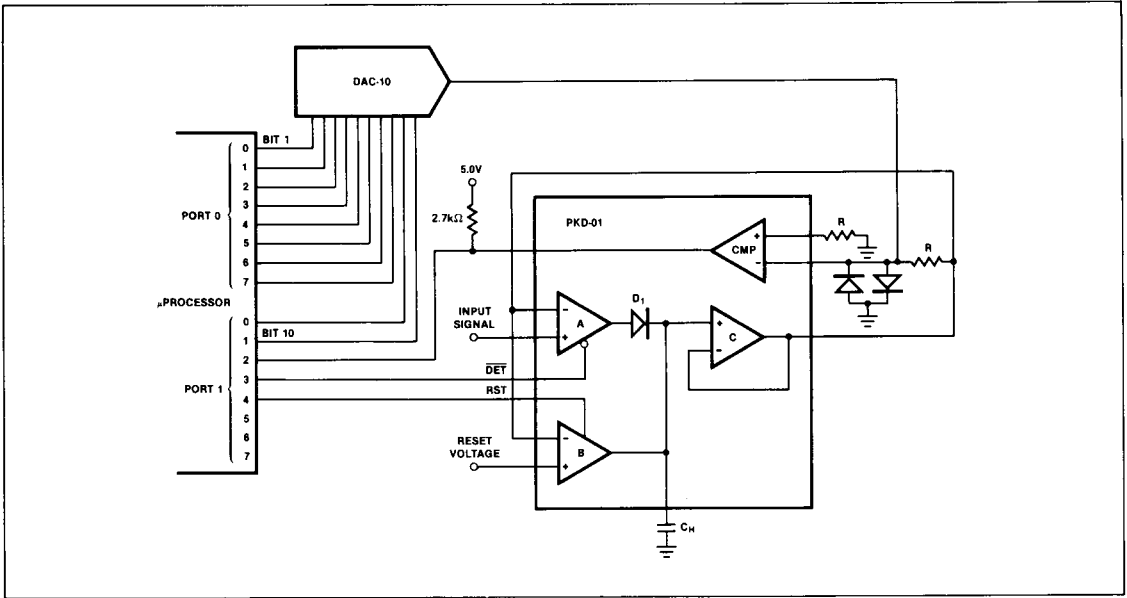 DAC-10
BIT 1
0
1
2
3
4
5
6
7
PORT 0
μPROCESSOR
0
BIT 10
1
2
3
4
5
6
7
PORT 1
5.0V
2.7kΩ
PKD-01
CMP
+
−
R
R
INPUT
SIGNAL
−
A
+
D1
+
C
−
DET
RST
RESET
VOLTAGE
−
B
+
CH